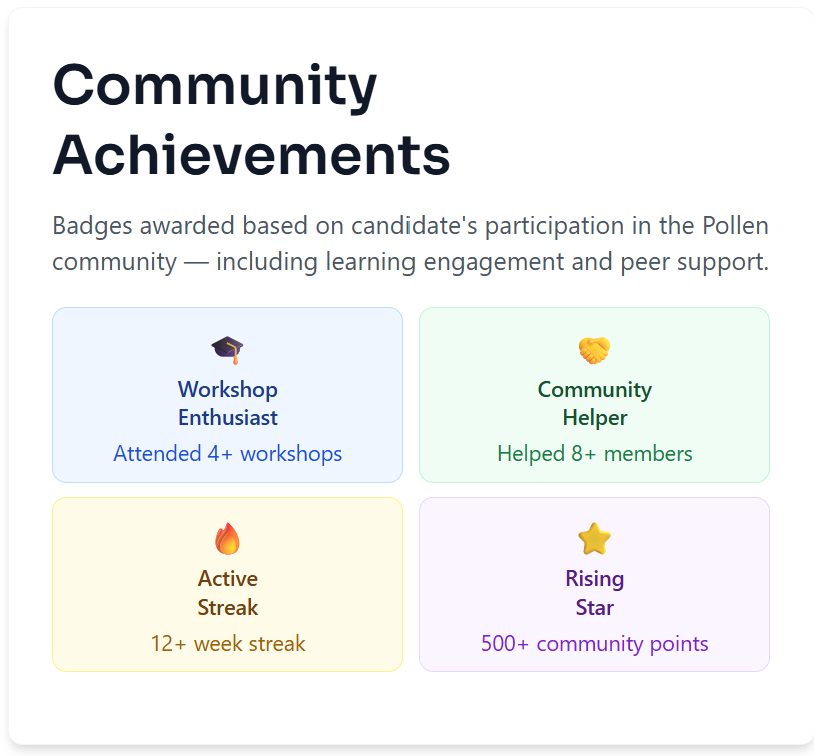 Community
Achievements
Badges awarded based on candidate's participation in the Pollen
community — including learning engagement and peer support.
Workshop
Enthusiast
Attended 4+ workshops
Community
Helper
Helped 8+ members
Active
Streak
12+ week streak
Rising
Star
500+ community points